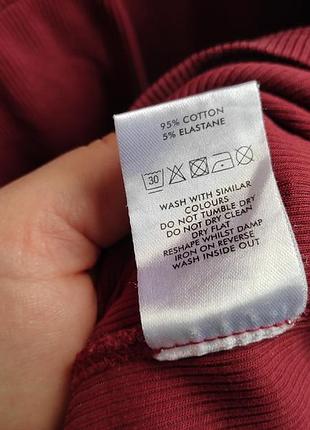 95% COTTON
5% ELASTANE
30
WASH WITH SIMILAR
COLOURS
DO NOT TUMBLE DRY
DO NOT DRY CLEAN
DRY FLAT
RESHAPE WHILST DAMP
IRON ON REVERSE
WASH INSIDE OUT